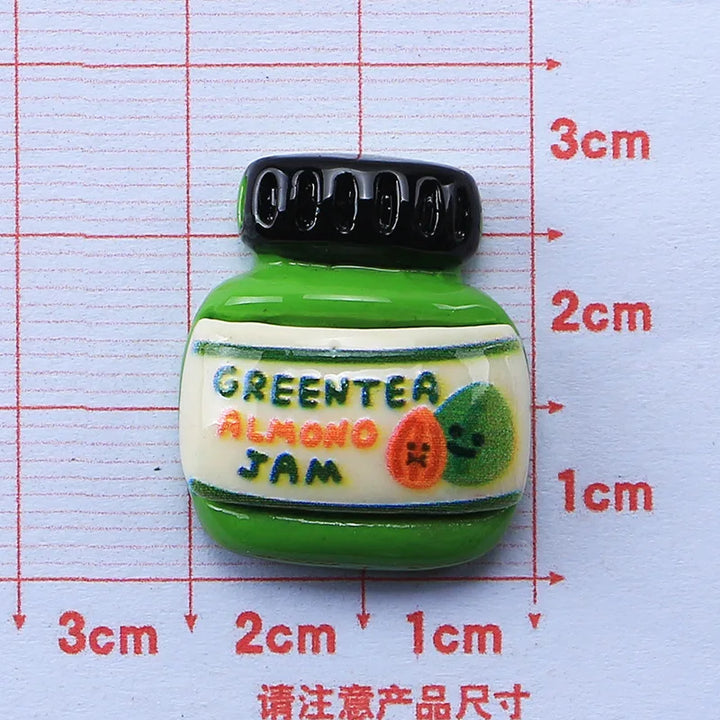 3cm
2cm
GREENTEA
ALMOND
JAM
1cm
3cm 2cm 1cm
请注意产品尺寸